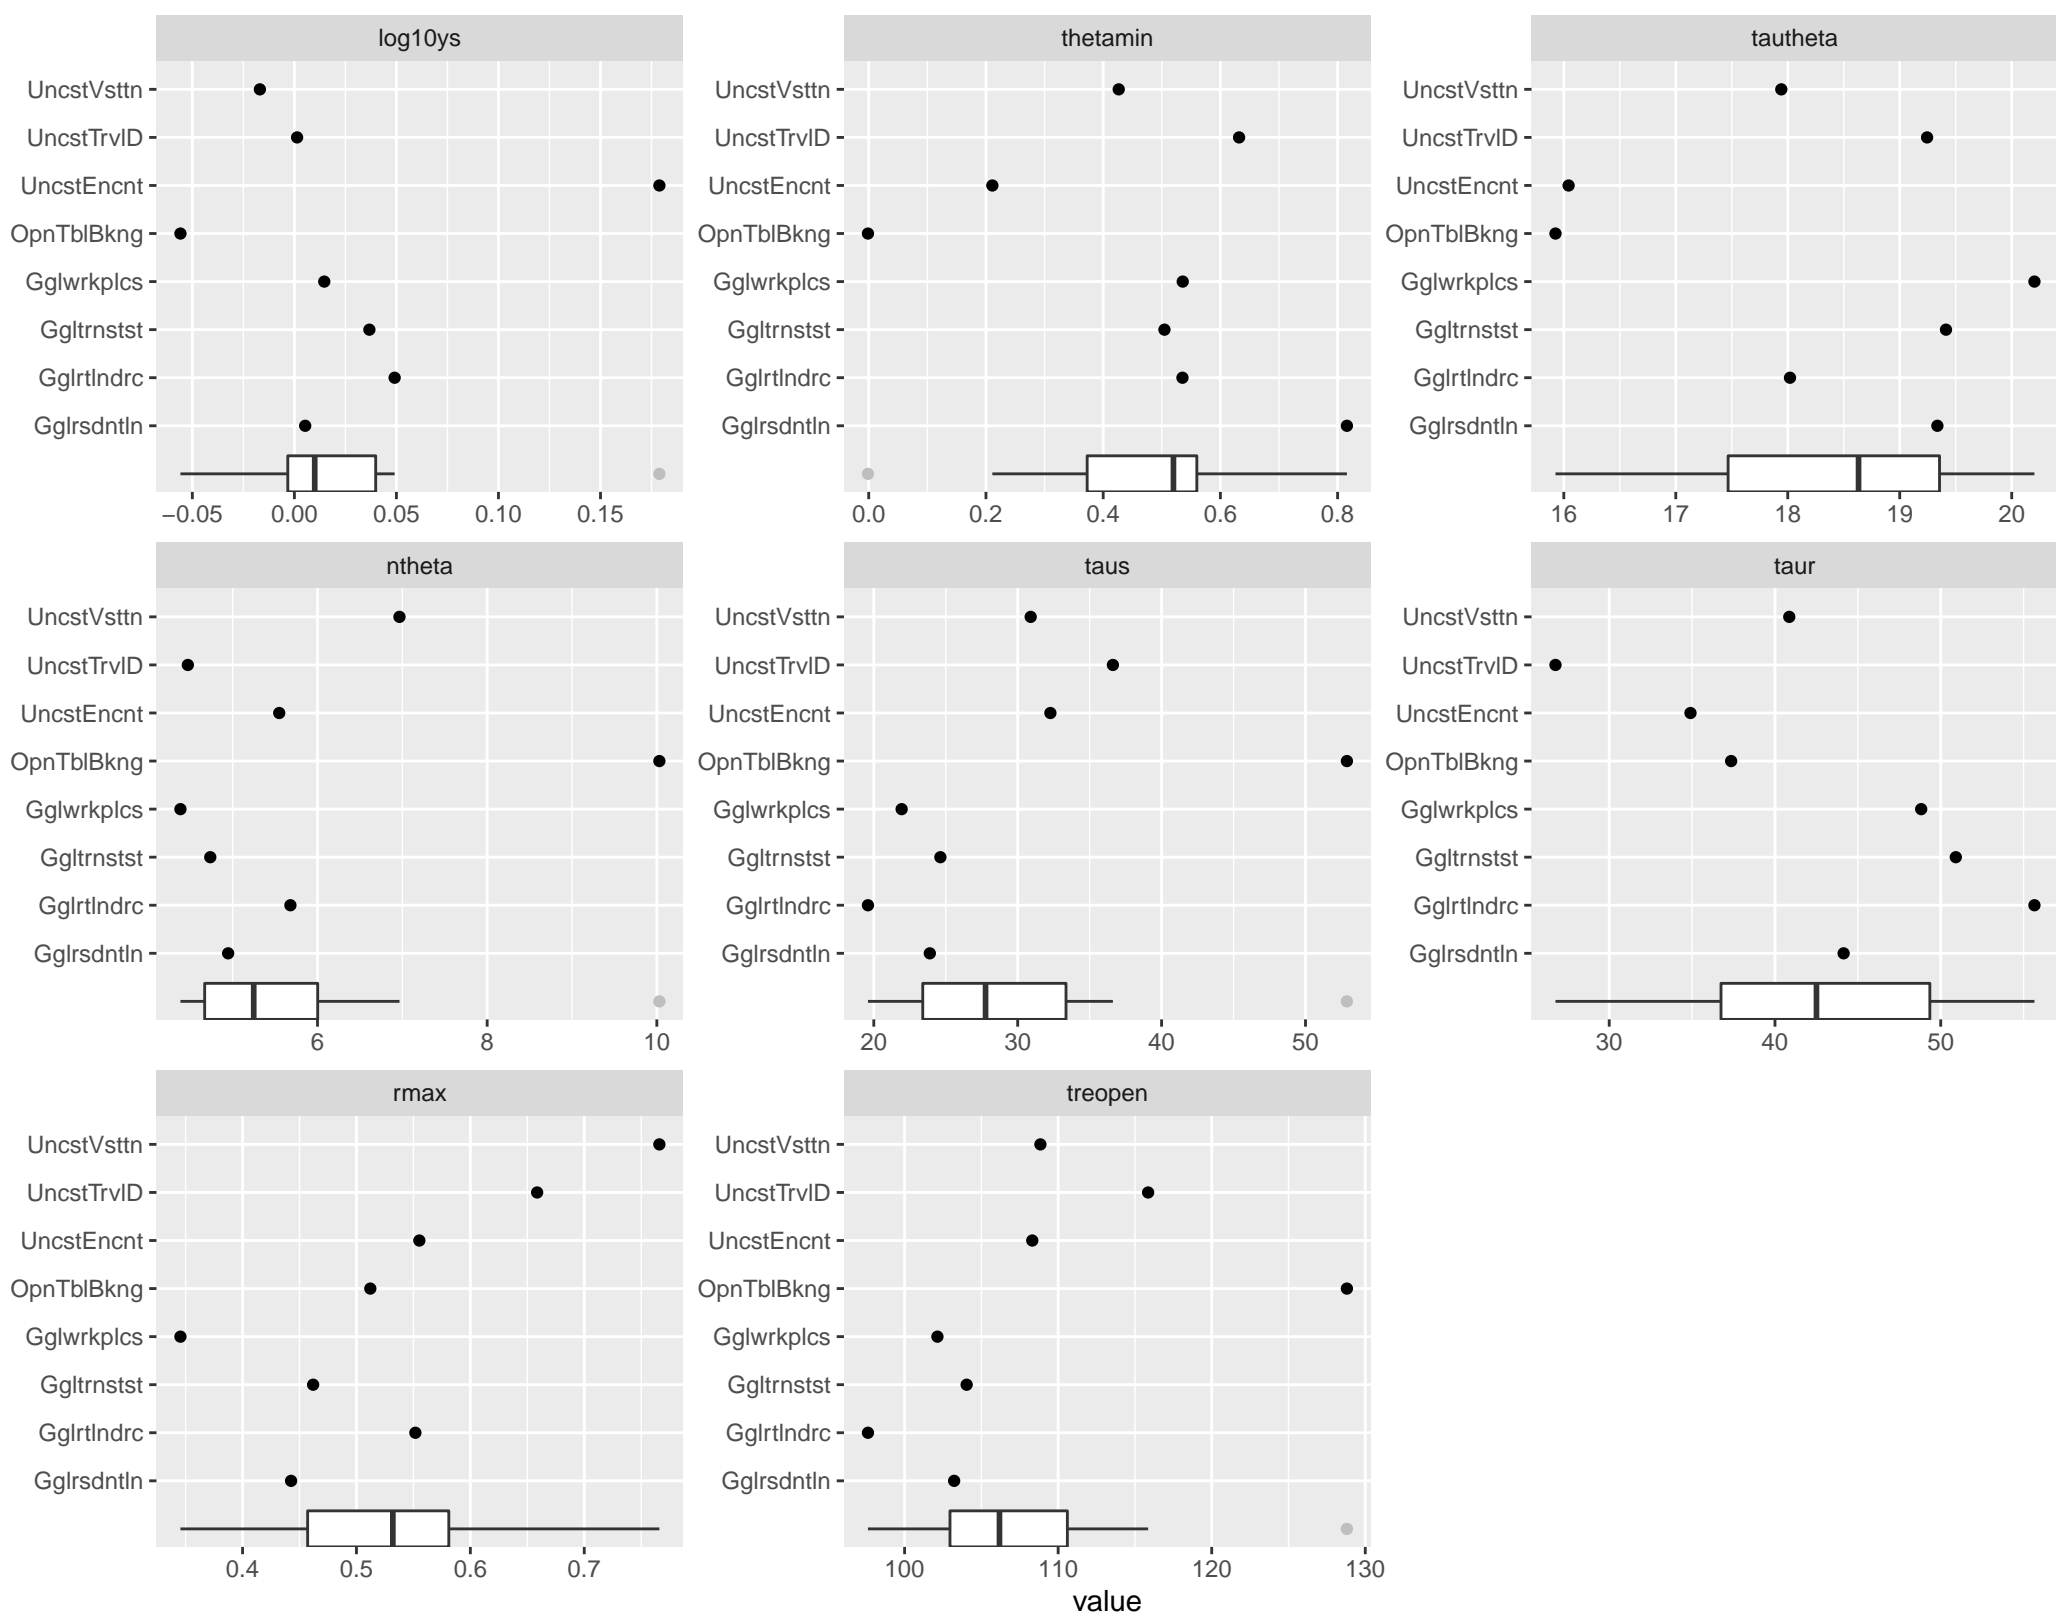 log10ys
thetamin
tautheta
UncstVsttn
UncstTrvlD
UncstEncnt
OpnTblBkng
Gglwrkplcs
Ggltrnstst
Gglrtlndrc
Gglrsdntln
−0.05 0.00 0.05 0.10 0.15
UncstVsttn
UncstTrvlD
UncstEncnt
OpnTblBkng
Gglwrkplcs
Ggltrnstst
Gglrtlndrc
Gglrsdntln
0.0 0.2 0.4 0.6 0.8
UncstVsttn
UncstTrvlD
UncstEncnt
OpnTblBkng
Gglwrkplcs
Ggltrnstst
Gglrtlndrc
Gglrsdntln
16 17 18 19 20
ntheta
taus
taur
UncstVsttn
UncstTrvlD
UncstEncnt
OpnTblBkng
Gglwrkplcs
Ggltrnstst
Gglrtlndrc
Gglrsdntln
6 8 10
UncstVsttn
UncstTrvlD
UncstEncnt
OpnTblBkng
Gglwrkplcs
Ggltrnstst
Gglrtlndrc
Gglrsdntln
20 30 40 50
UncstVsttn
UncstTrvlD
UncstEncnt
OpnTblBkng
Gglwrkplcs
Ggltrnstst
Gglrtlndrc
Gglrsdntln
30 40 50
rmax
treopen
UncstVsttn
UncstTrvlD
UncstEncnt
OpnTblBkng
Gglwrkplcs
Ggltrnstst
Gglrtlndrc
Gglrsdntln
0.4 0.5 0.6 0.7
UncstVsttn
UncstTrvlD
UncstEncnt
OpnTblBkng
Gglwrkplcs
Ggltrnstst
Gglrtlndrc
Gglrsdntln
100 110 120 130
value